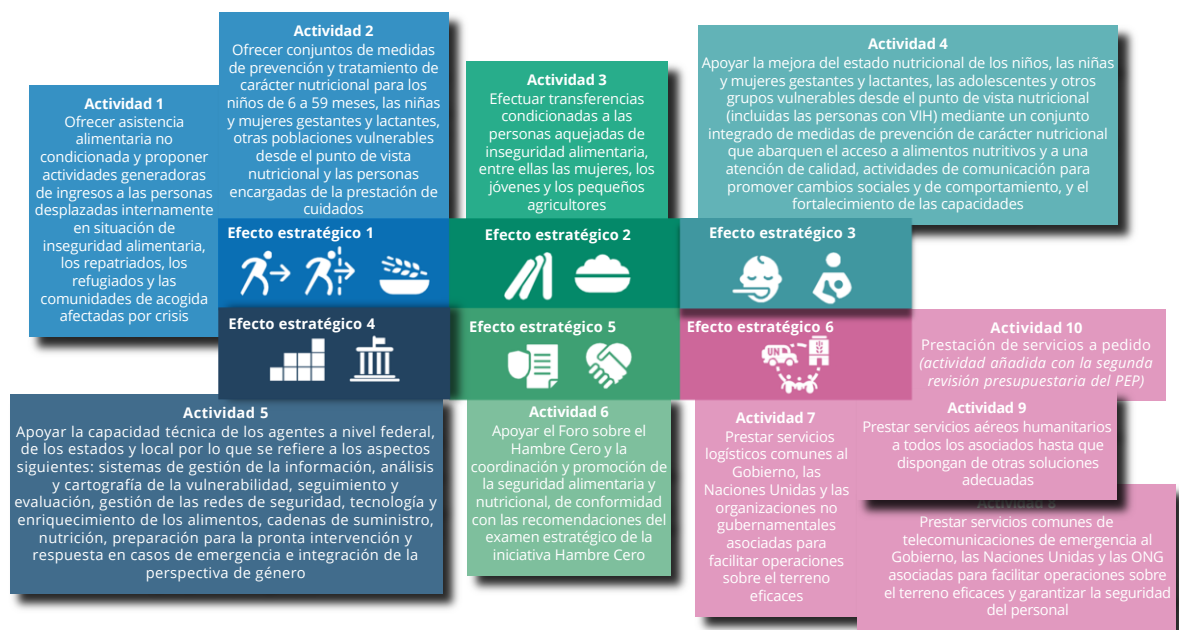 Actividad 1
Ofrecer asistencia
alimentaria no
condicionada y proponer
actividades generadoras
de ingresos a las personas
desplazadas internamente
en situación de
inseguridad alimentaria,
los repatriados, los
refugiados y las
comunidades de acogida
afectadas por crisis
Actividad 2
Ofrecer conjuntos de medidas
de prevención y tratamiento de
carácter nutricional para los
niños de 6 a 59 meses, las niñas
y mujeres gestantes y lactantes,
otras poblaciones vulnerables
desde el punto de vista
nutricional y las personas
encargadas de la prestación de
cuidados
Actividad 3
Efectuar transferencias
condicionadas a las
personas aquejadas de
inseguridad alimentaria,
entre ellas las mujeres, los
jóvenes y los pequeños
agricultores
Actividad 4
Apoyar la mejora del estado nutricional de los niños, las niñas
y mujeres gestantes y lactantes, las adolescentes y otros
grupos vulnerables desde el punto de vista nutricional
(incluidas las personas con VIH) mediante un conjunto
integrado de medidas de prevención de carácter nutricional
que abarquen el acceso a alimentos nutritivos y a una
atención de calidad, actividades de comunicación para
promover cambios sociales y de comportamiento, y el
fortalecimiento de las capacidades
Efecto estratégico 1
Efecto estratégico 2
Efecto estratégico 3
Efecto estratégico 4
Efecto estratégico 5
Efecto estratégico 6
UN
Actividad 5
Apoyar la capacidad técnica de los agentes a nivel federal,
de los estados y local por lo que se refiere a los aspectos
siguientes: sistemas de gestión de la información, análisis
y cartografía de la vulnerabilidad, seguimiento y
evaluación, gestión de las redes de seguridad, tecnología y
enriquecimiento de los alimentos, cadenas de suministro,
nutrición, preparación para la pronta intervención y
respuesta en casos de emergencia e integración de la
perspectiva de género
Actividad 6
Apoyar el Foro sobre el
Hambre Cero y la
coordinación y promoción de
la seguridad alimentaria y
nutricional, de conformidad
con las recomendaciones del
examen estratégico de la
iniciativa Hambre Cero
Actividad 7
Prestar servicios
logísticos comunes al
Gobierno, las
Naciones Unidas y las
organizaciones no
gubernamentales
asociadas para
facilitar operaciones
sobre el terreno
eficaces
Actividad 10
Prestación de servicios a pedido
(actividad añadida con la segunda
revisión presupuestaria del PEP)
Actividad 9
Prestar servicios aéreos humanitarios
a todos los asociados hasta que
dispongan de otras soluciones
adecuadas
Actividad 8
Prestar servicios comunes de
telecomunicaciones de emergencia al
Gobierno, las Naciones Unidas y las ONG
asociadas para facilitar operaciones sobre
el terreno eficaces y garantizar la seguridad
del personal